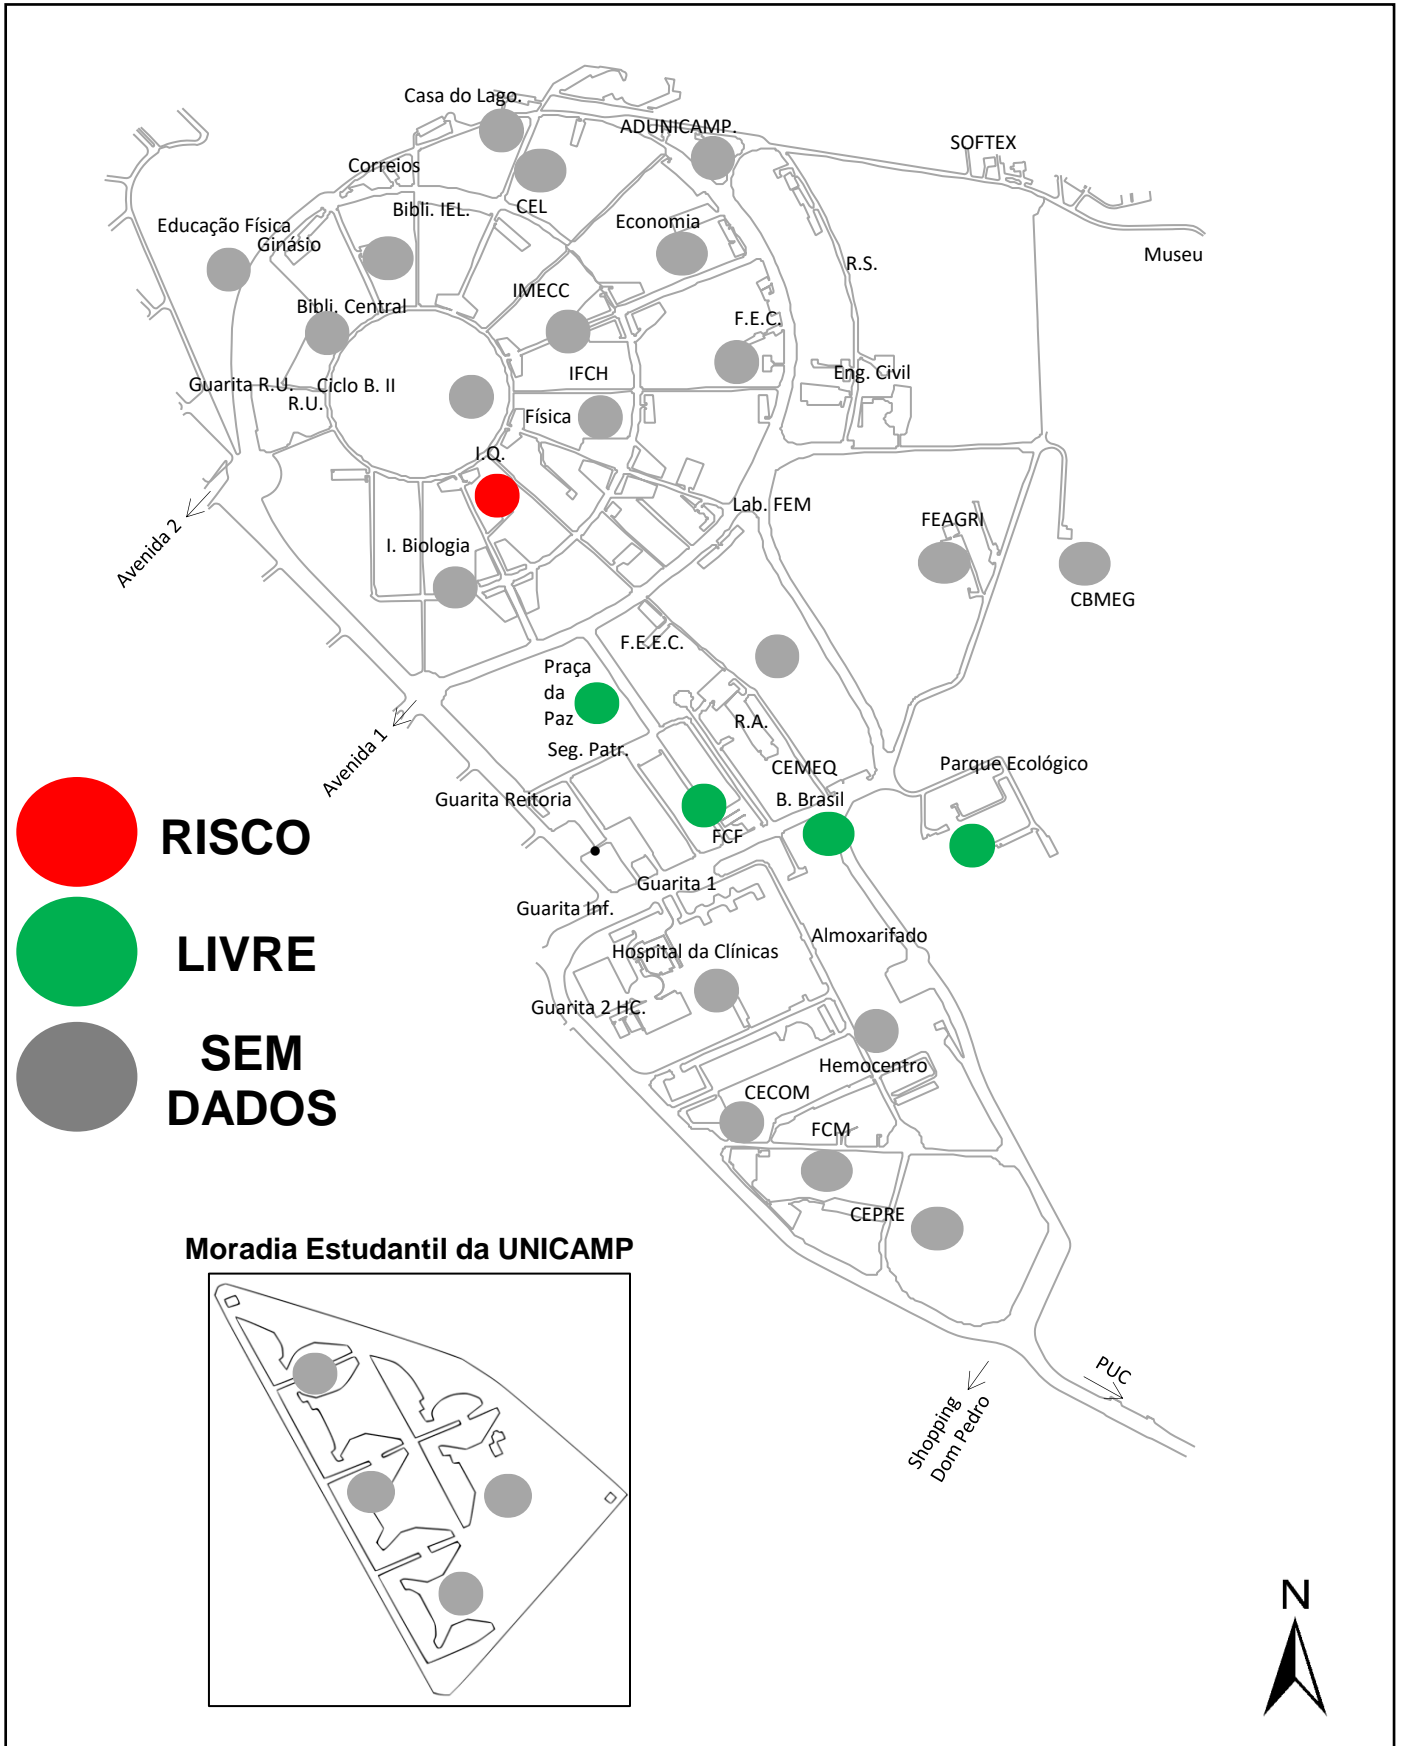 Casa do Lago.
ADUNICAMP.
SOFTEX
Correios
Bibli. IEL.
CEL
Economia
Educação Física
Ginásio
Museu
R.S.
IMECC
Bibli. Central
F.E.C.
IFCH
Eng. Civil
Guarita R.U.
Ciclo B. II
R.U.
Física
I.Q.
Lab. FEM
FEAGRI
Avenida 2
I. Biologia
CBMEG
F.E.E.C.
Praça
da
Paz
R.A.
Seg. Patr.
Avenida 1
CEMEQ
Parque Ecológico
Guarita Reitoria
B. Brasil
FCF
RISCO
Guarita 1
Guarita Inf.
Almoxarifado
LIVRE
Hospital da Clínicas
Guarita 2 HC.
SEM
DADOS
Hemocentro
CECOM
FCM
CEPRE
Moradia Estudantil da UNICAMP
PUC
Shopping
Dom Pedro
N